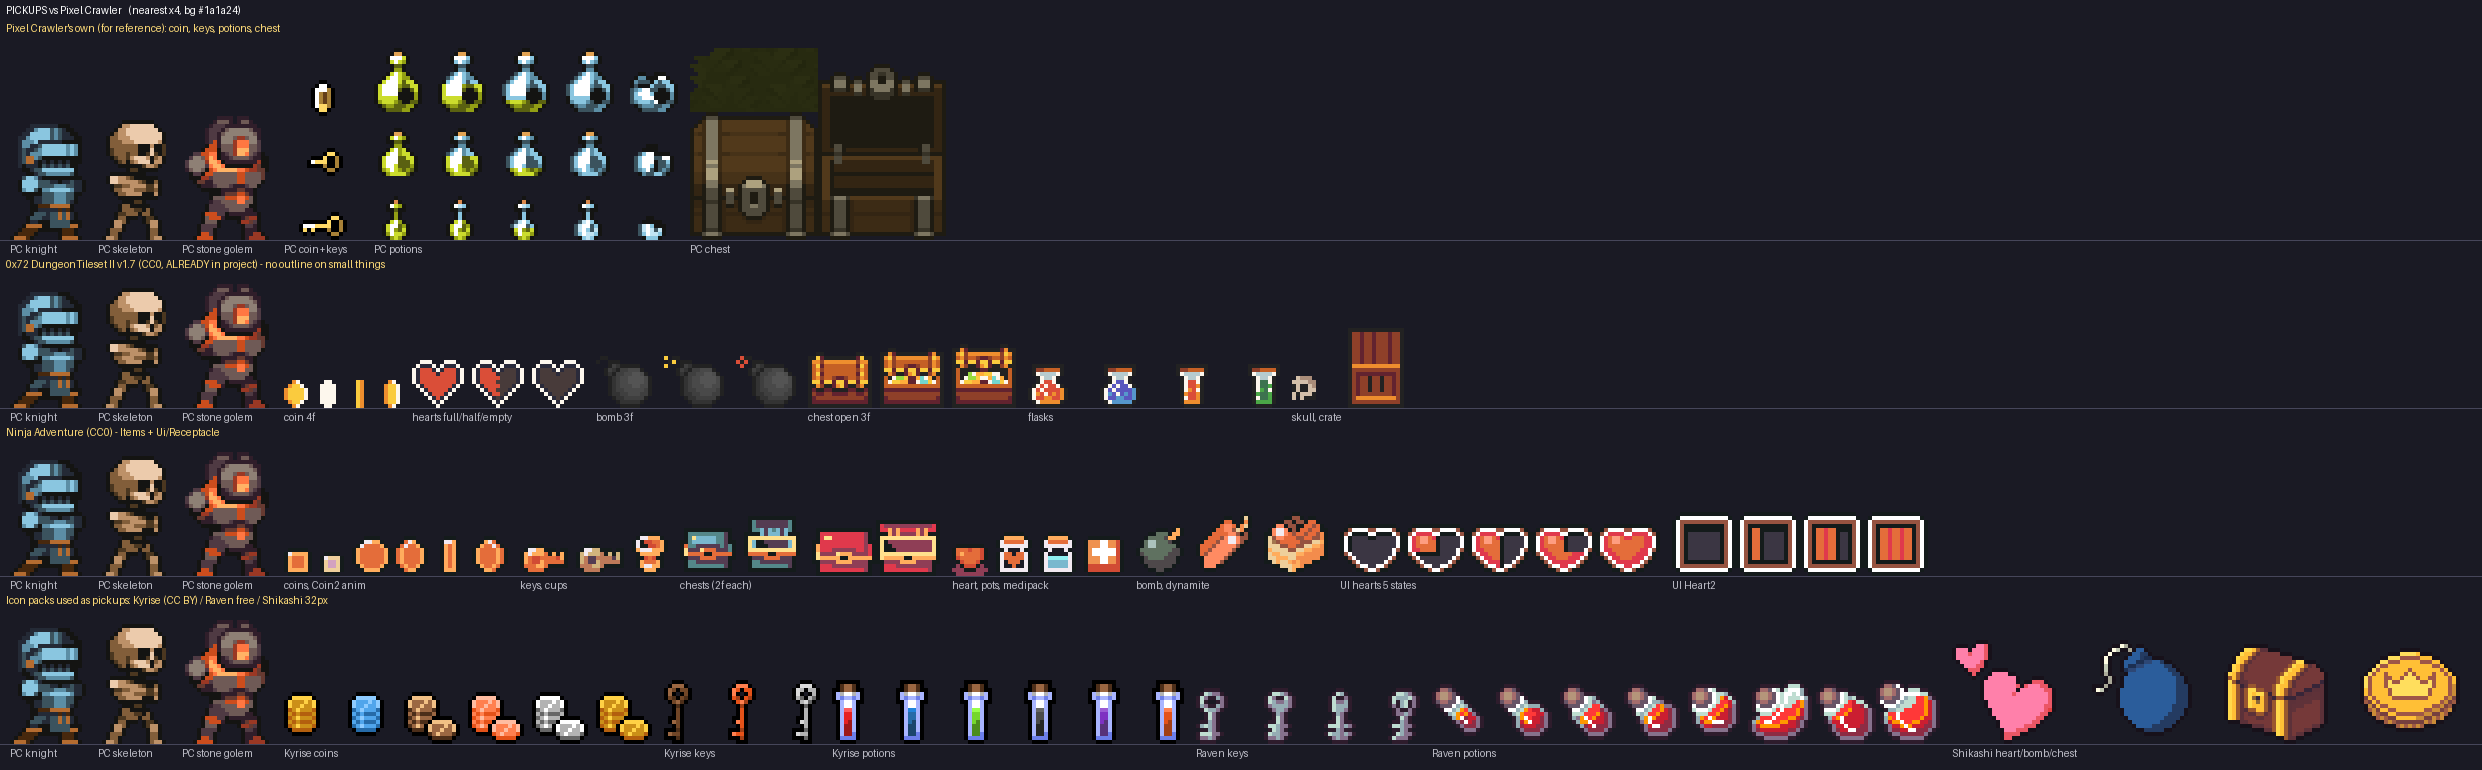 PICKUPS vs Pixel Crawler (nearest x4, bg #1a1a24)
Pixel Crawler's own (for reference): coin, keys, potions, chest
PC knight PC skeleton PC stone golem PC coin+keys PC potions PC chest
0x72 DungeonTileset II v1.7 (CC0, ALREADY in project) - no outline on small things
PC knight PC skeleton PC stone golem coin 4f hearts full/half/empty bomb 3f chest open 3f flasks skull, crate
Ninja Adventure (CC0) - Items + Ui/Receptacle
PC knight PC skeleton PC stone golem coins, Coin2 anim keys, cups chests (2f each) heart, pots, medipack bomb, dynamite UI hearts 5 states UI Heart2
Icon packs used as pickups: Kyrise (CC BY) / Raven free / Shikashi 32px
PC knight PC skeleton PC stone golem Kyrise coins Kyrise keys Kyrise potions Raven keys Raven potions Shikashi heart/bomb/chest